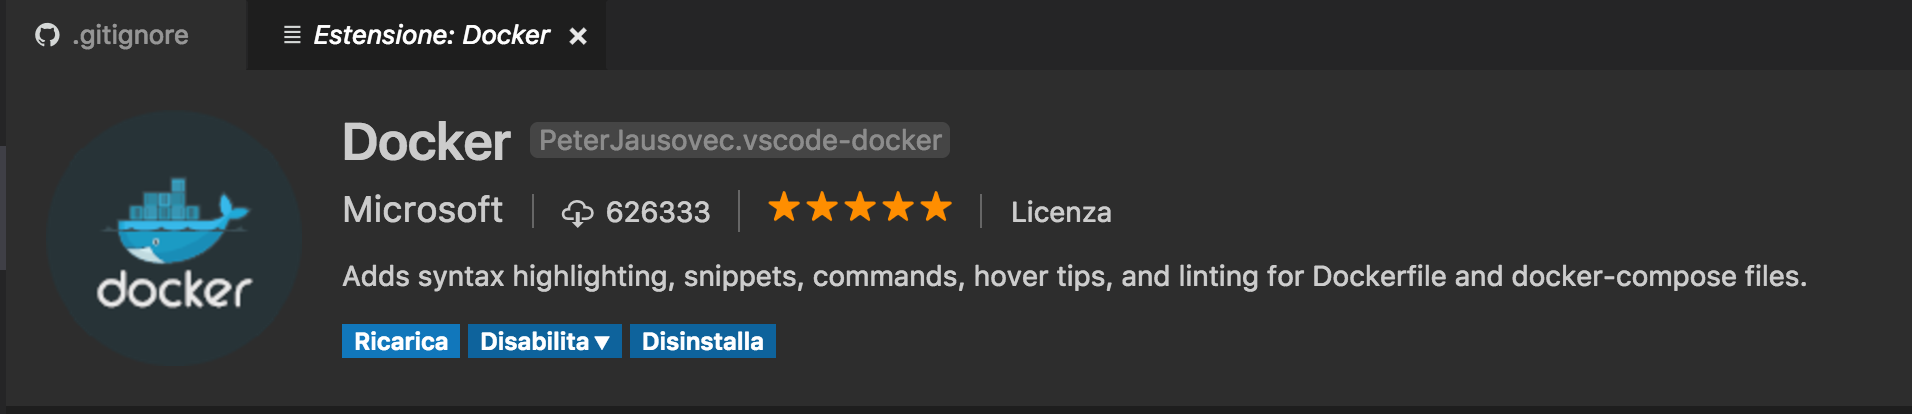 .gitignore
Estensione: Docker
Docker PeterJausovec.vscode-docker
Microsoft 626333 Licenza
Adds syntax highlighting, snippets, commands, hover tips, and linting for Dockerfile and docker-compose files.
docker
Ricarica Disabilita Disinstalla